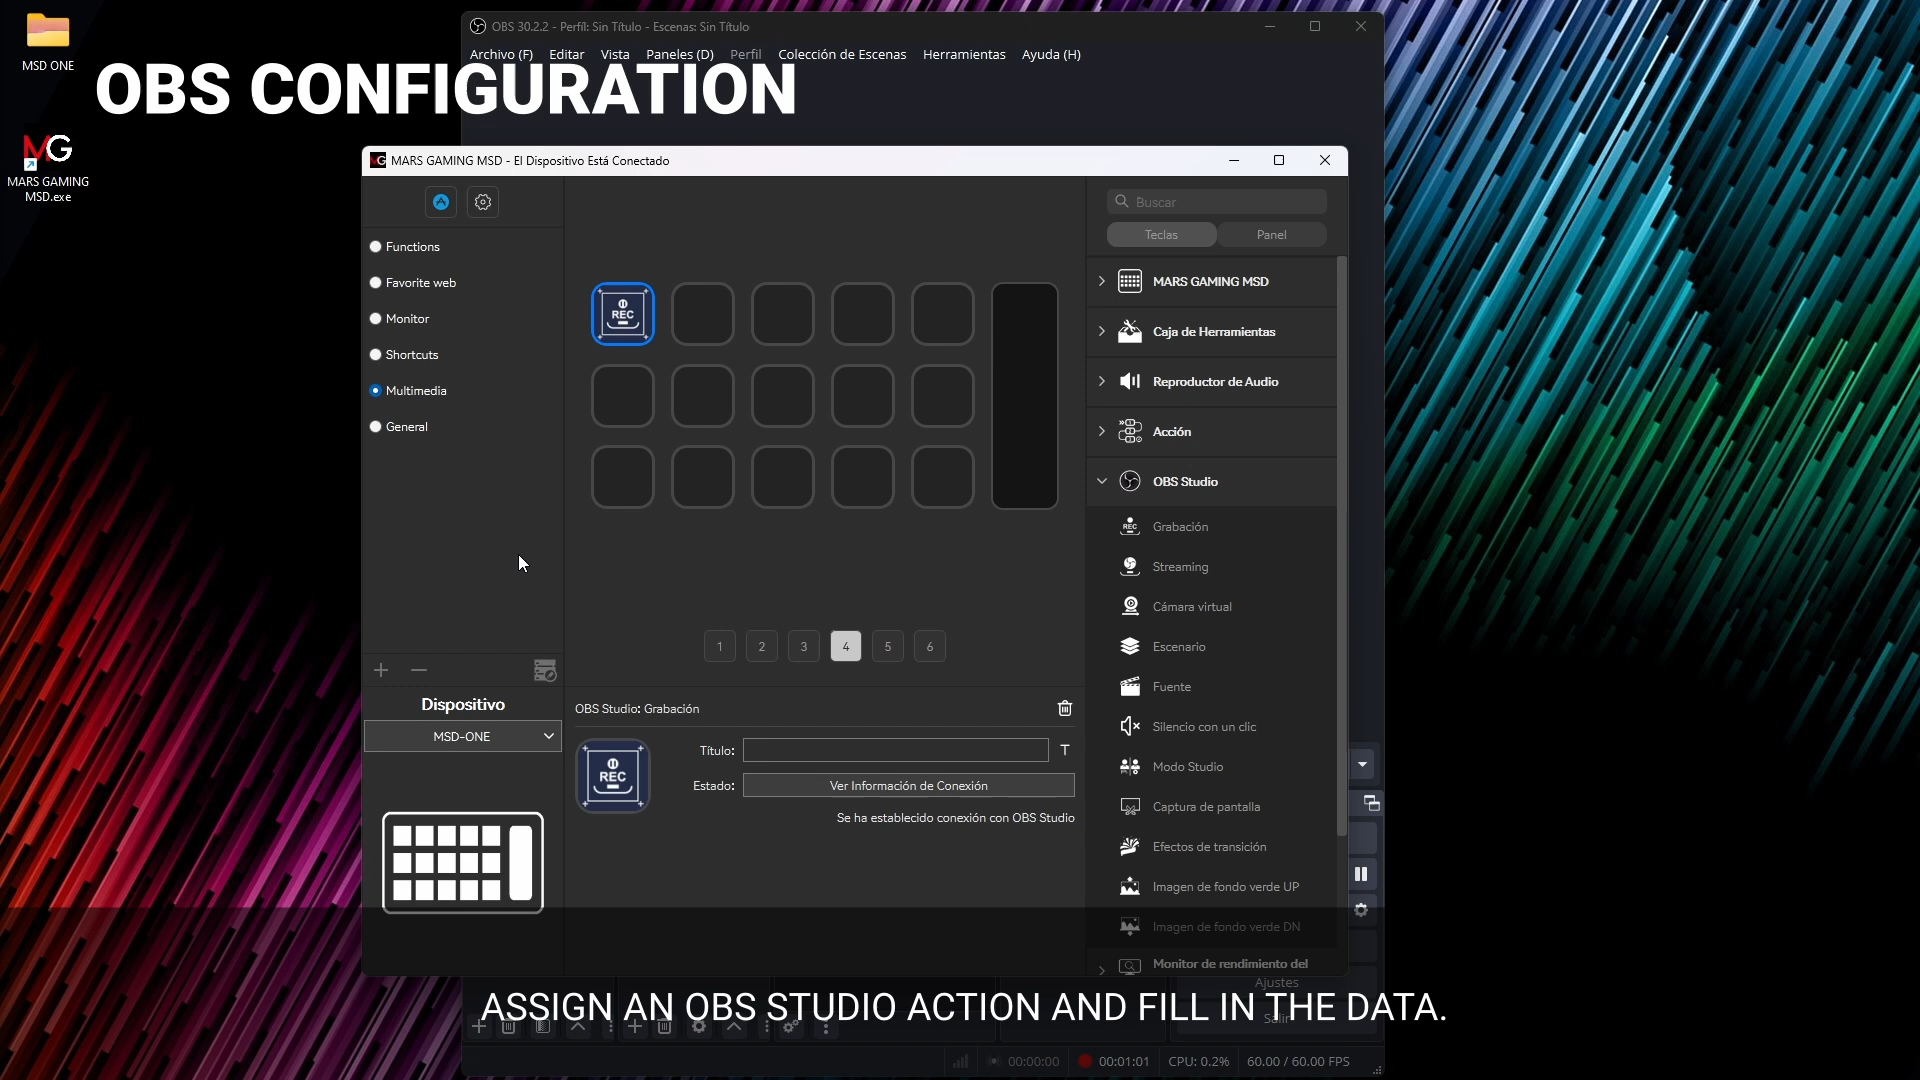 MSD ONE
MARS GAMING
MSD.exe
OBS 30.2.2 - Perfil: Sin Título - Escenas: Sin Título
Archivo (F) Editar Vista Paneles (D) Perfil Colección de Escenas Herramientas Ayuda (H)
OBS CONFIGURATION
MG MARS GAMING MSD - El Dispositivo Está Conectado
Functions
Favorite web
Monitor
Shortcuts
Multimedia
General
Dispositivo
MSD-ONE
REC
1 2 3 4 5 6
OBS Studio: Grabación
REC
Título: T
Estado: Ver Información de Conexión
Se ha establecido conexión con OBS Studio
Buscar
Teclas Panel
MARS GAMING MSD
Caja de Herramientas
Reproductor de Audio
Acción
OBS Studio
REC Grabación
Streaming
Cámara virtual
Escenario
Fuente
Silencio con un clic
Modo Studio
Captura de pantalla
Efectos de transición
Imagen de fondo verde UP
Imagen de fondo verde DN
Monitor de rendimiento del
Ajustes
Salir
ASSIGN AN OBS STUDIO ACTION AND FILL IN THE DATA.
00:00:00 00:01:01 CPU: 0.2% 60.00 / 60.00 FPS